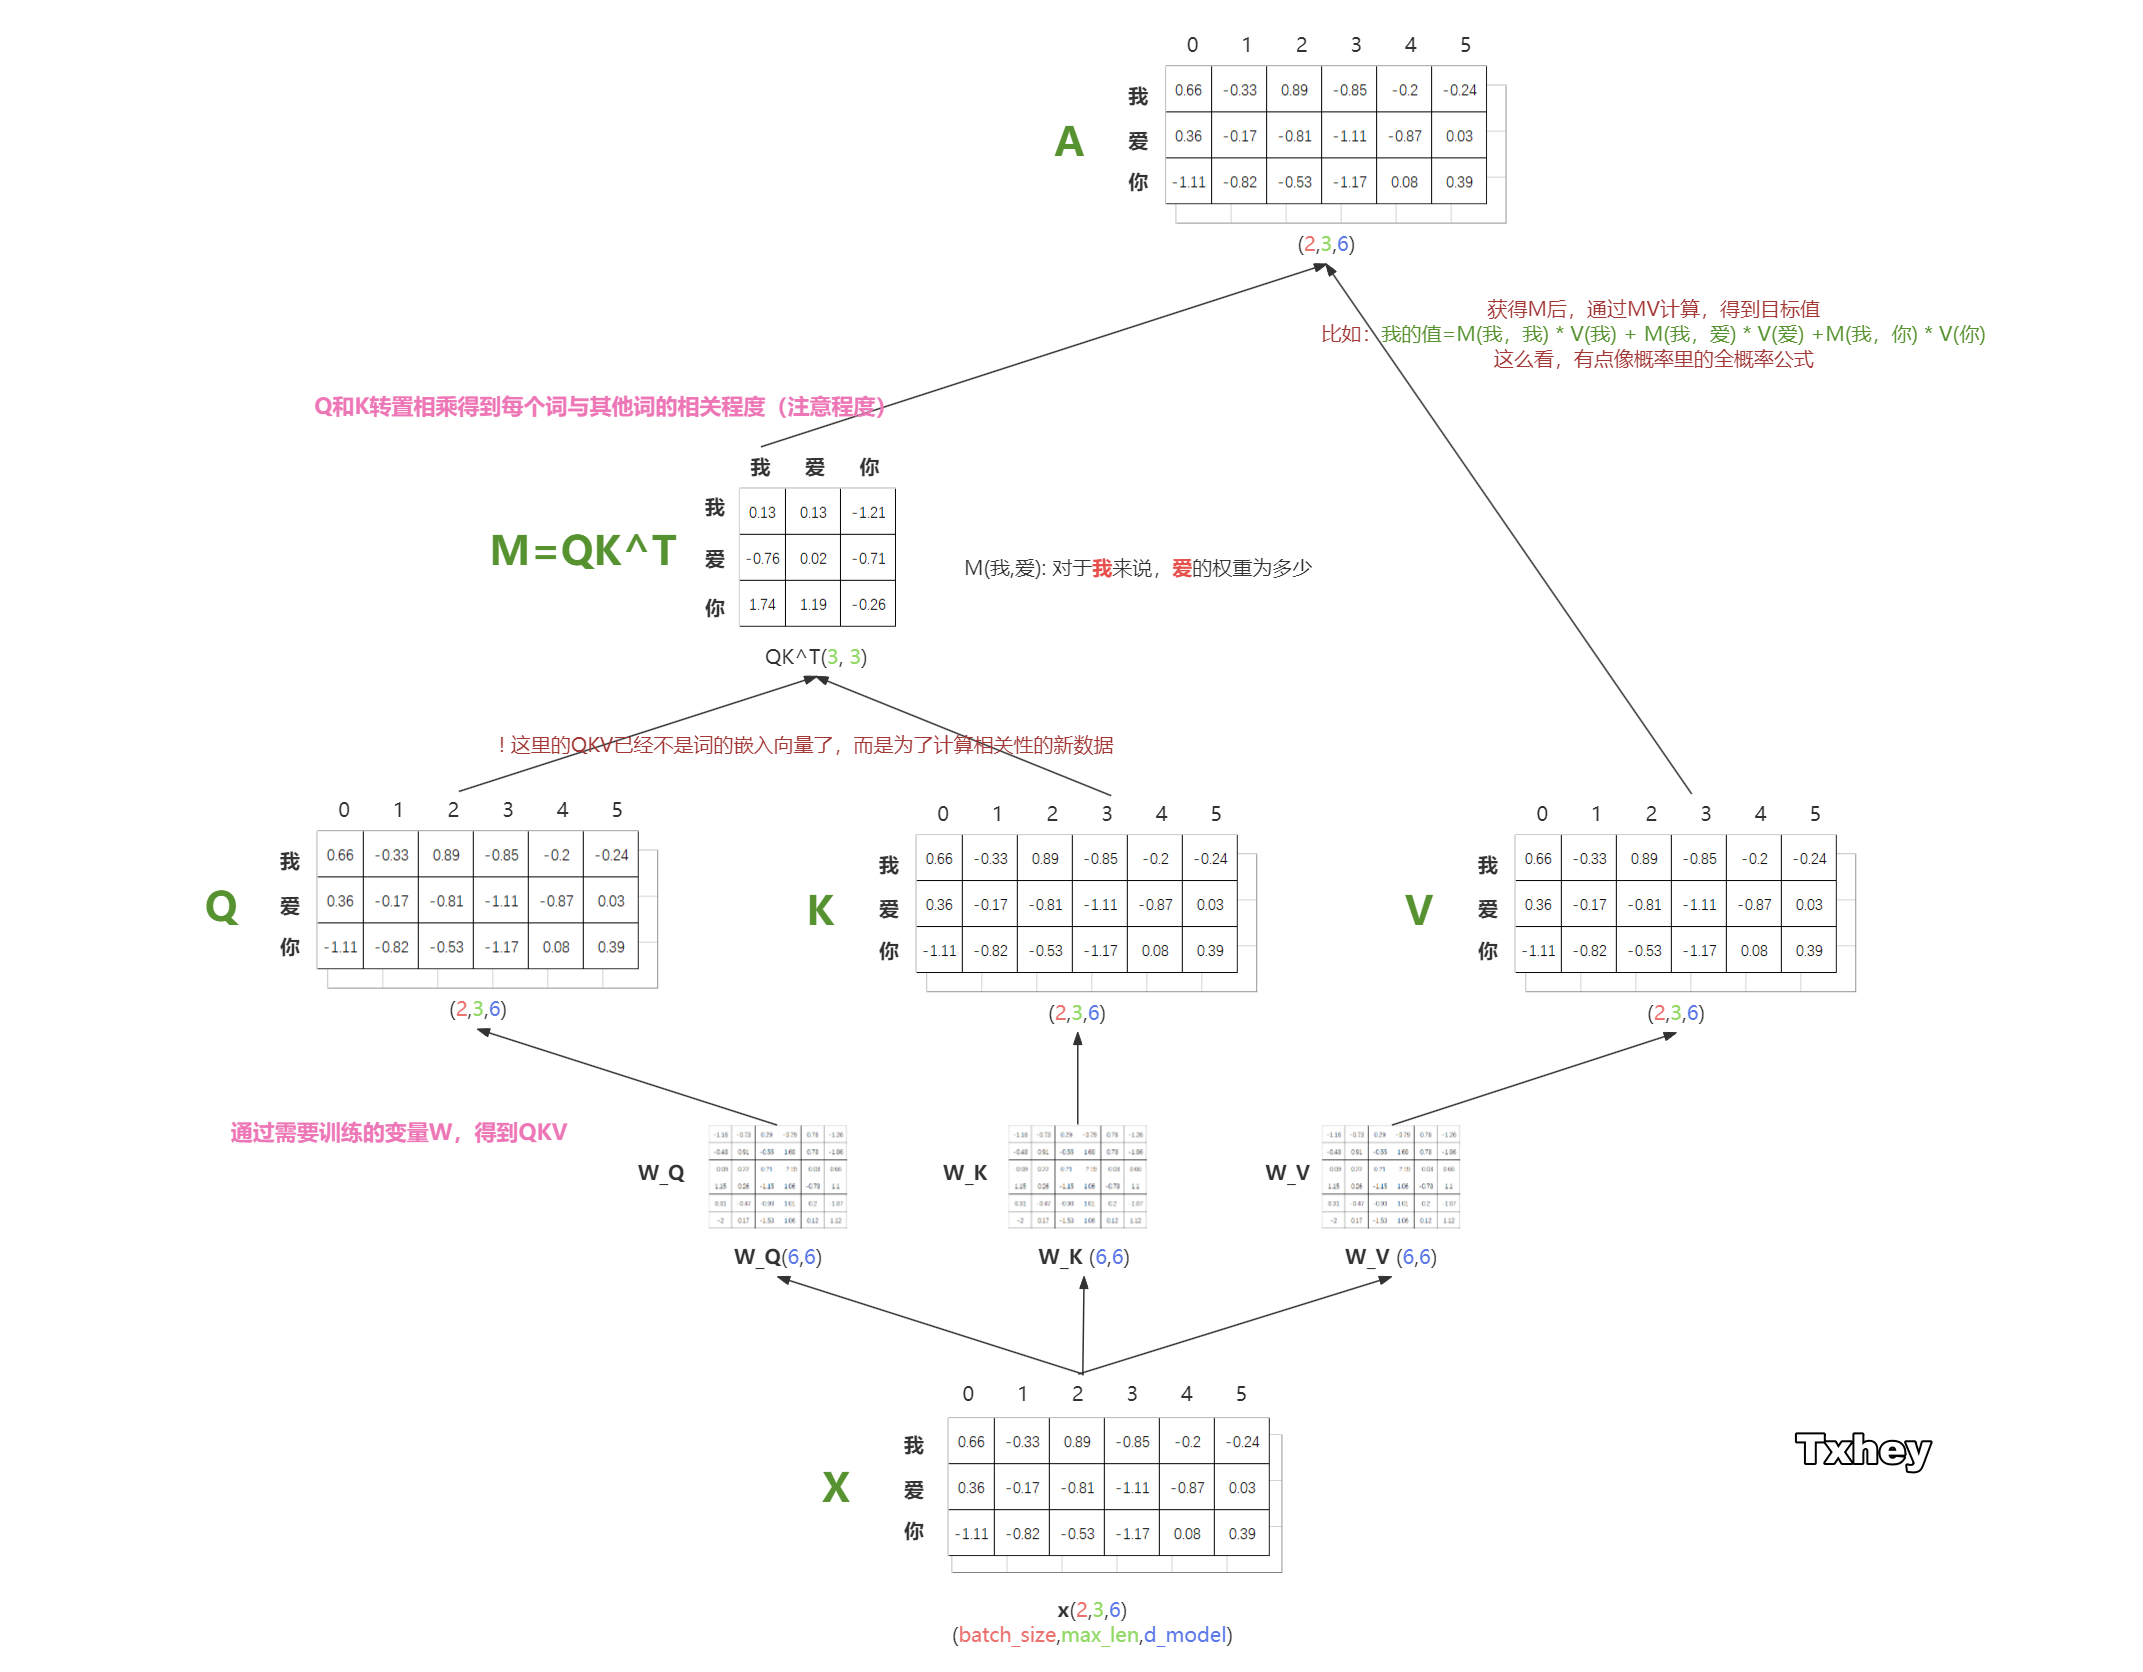 0 1 2 3 4 5
我 0.66 -0.33 0.89 -0.85 -0.2 -0.24
A
爱 0.36 -0.17 -0.81 -1.11 -0.87 0.03
你 -1.11 -0.82 -0.53 -1.17 0.08 0.39
(2,3,6)
获得M后，通过MV计算，得到目标值
比如：我的值=M(我，我) * V(我) + M(我，爱) * V(爱) +M(我，你) * V(你)
这么看，有点像概率里的全概率公式
Q和K转置相乘得到每个词与其他词的相关程度（注意程度）
我 爱 你
我 0.13 0.13 -1.21
M=QK^T
爱 -0.76 0.02 -0.71
你 1.74 1.19 -0.26
M(我,爱): 对于我来说，爱的权重为多少
QK^T(3, 3)
! 这里的QKV已经不是词的嵌入向量了，而是为了计算相关性的新数据
0 1 2 3 4 5
我 0.66 -0.33 0.89 -0.85 -0.2 -0.24
Q
爱 0.36 -0.17 -0.81 -1.11 -0.87 0.03
你 -1.11 -0.82 -0.53 -1.17 0.08 0.39
(2,3,6)
0 1 2 3 4 5
我 0.66 -0.33 0.89 -0.85 -0.2 -0.24
K
爱 0.36 -0.17 -0.81 -1.11 -0.87 0.03
你 -1.11 -0.82 -0.53 -1.17 0.08 0.39
(2,3,6)
0 1 2 3 4 5
我 0.66 -0.33 0.89 -0.85 -0.2 -0.24
V
爱 0.36 -0.17 -0.81 -1.11 -0.87 0.03
你 -1.11 -0.82 -0.53 -1.17 0.08 0.39
(2,3,6)
通过需要训练的变量W，得到QKV
W_Q
W_Q(6,6)
W_K
W_K (6,6)
W_V
W_V (6,6)
0 1 2 3 4 5
我 0.66 -0.33 0.89 -0.85 -0.2 -0.24
X
爱 0.36 -0.17 -0.81 -1.11 -0.87 0.03
你 -1.11 -0.82 -0.53 -1.17 0.08 0.39
x(2,3,6)
(batch_size,max_len,d_model)
Txhey